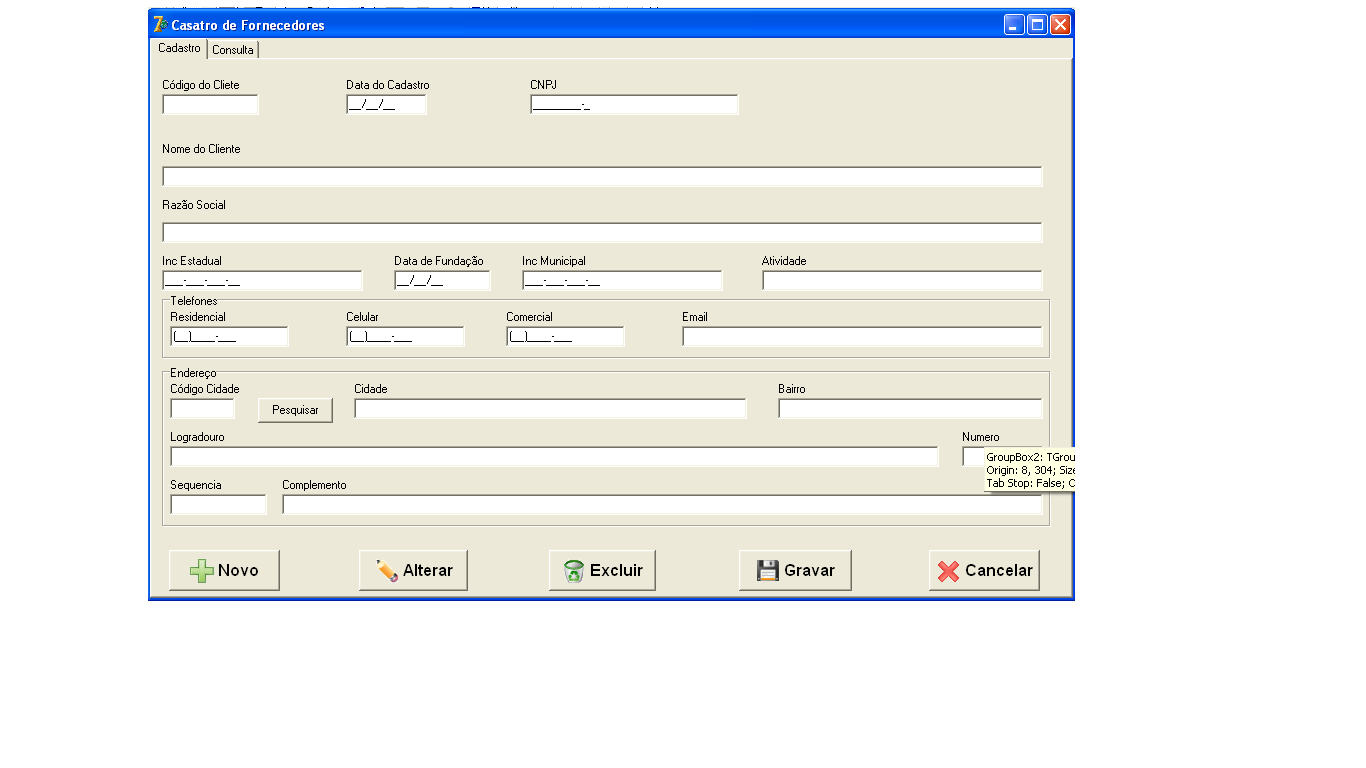 Casatro de Fornecedores
Cadastro Consulta
Código do Cliete Data do Cadastro CNPJ
__/__/__ ________-_
Nome do Cliente
Razão Social
Inc Estadual Data de Fundação Inc Municipal Atividade
___-___-___-__ __/__/__ ___-___-___-__
Telefones
Residencial Celular Comercial Email
(__)____-___ (__)____-___ (__)____-___
Endereço
Código Cidade Cidade Bairro
Pesquisar
Logradouro Numero
GroupBox2: TGrou
Origin: 8, 304; Size
Tab Stop: False; O
Sequencia Complemento
Novo Alterar Excluir Gravar Cancelar